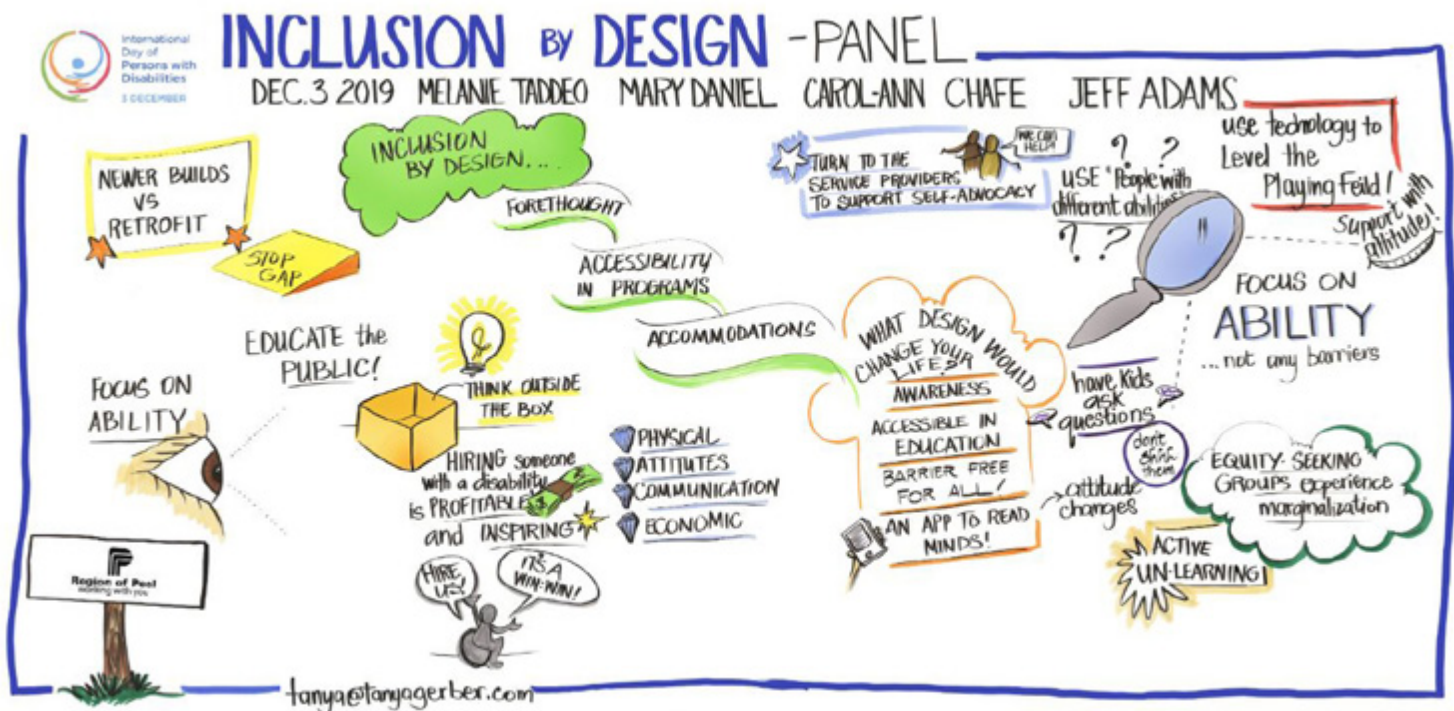 International
Day of
Persons with
Disabilities
3 DECEMBER
INCLUSION BY DESIGN - PANEL
DEC. 3 2019 MELANIE TADDEO MARY DANIEL CAROL-ANN CHAFE JEFF ADAMS
NEWER BUILDS
VS
RETROFIT
STOP
GAP
INCLUSION
BY DESIGN....
FORETHOUGHT
ACCESSIBILITY
IN PROGRAMS
ACCOMMODATIONS
TURN TO THE
SERVICE PROVIDERS
TO SUPPORT SELF-ADVOCACY
WE CAN
HELP!
? ?
USE "People with
different abilities"
? ?
use technology to
Level the
Playing Feild!
Support with
attitude!
FOCUS ON
ABILITY
...not any barriers
EDUCATE the
PUBLIC!
FOCUS ON
ABILITY
THINK OUTSIDE
THE BOX
HIRING someone
with a disability
is PROFITABLE
and INSPIRING
PHYSICAL
ATTITUTES
COMMUNICATION
ECONOMIC
HIRE
US!
IT'S A
WIN-WIN!
WHAT DESIGN WOULD
CHANGE YOUR
LIFE?
AWARENESS
ACCESSIBLE IN
EDUCATION
BARRIER FREE
FOR ALL!
AN APP TO READ
MINDS!
have kids
ask
questions
don't
shhh
them
attitude
changes
EQUITY-SEEKING
GROUPS experience
marginalization
ACTIVE
UN-LEARNING!
Region of Peel
working with you
tanya@tanyagerber.com